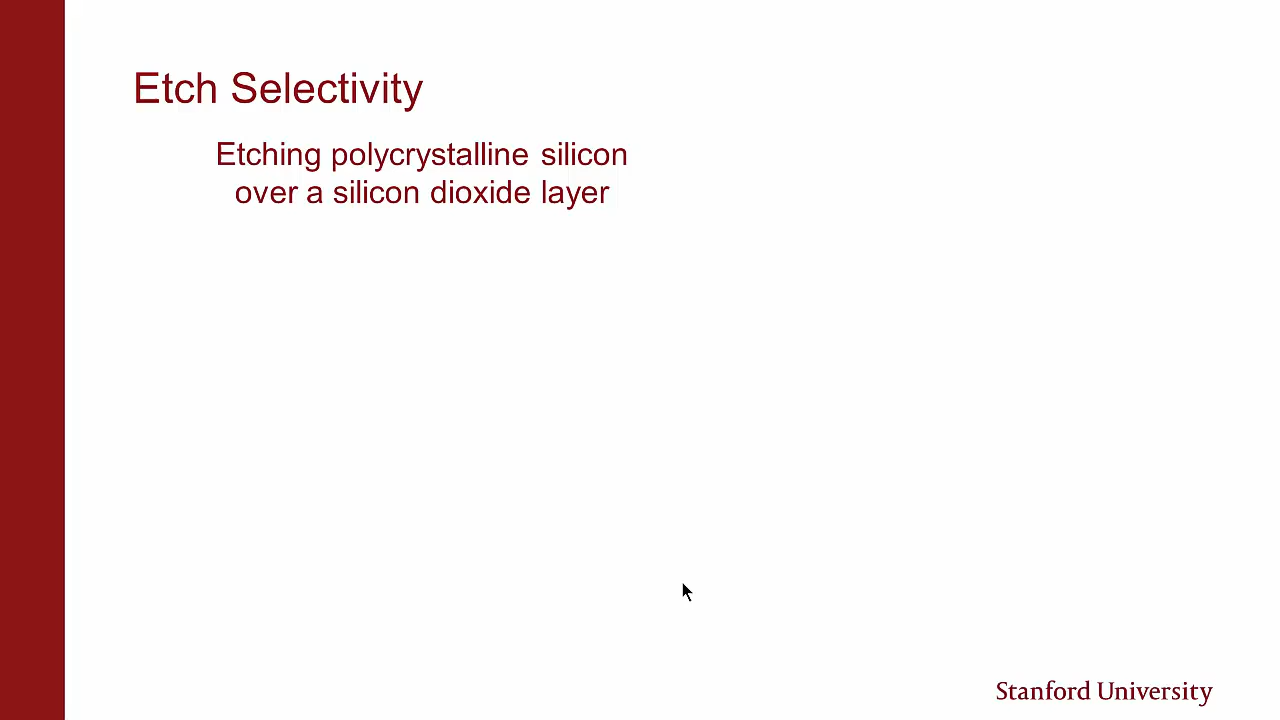 Etch Selectivity
Etching polycrystalline silicon
over a silicon dioxide layer
Stanford University